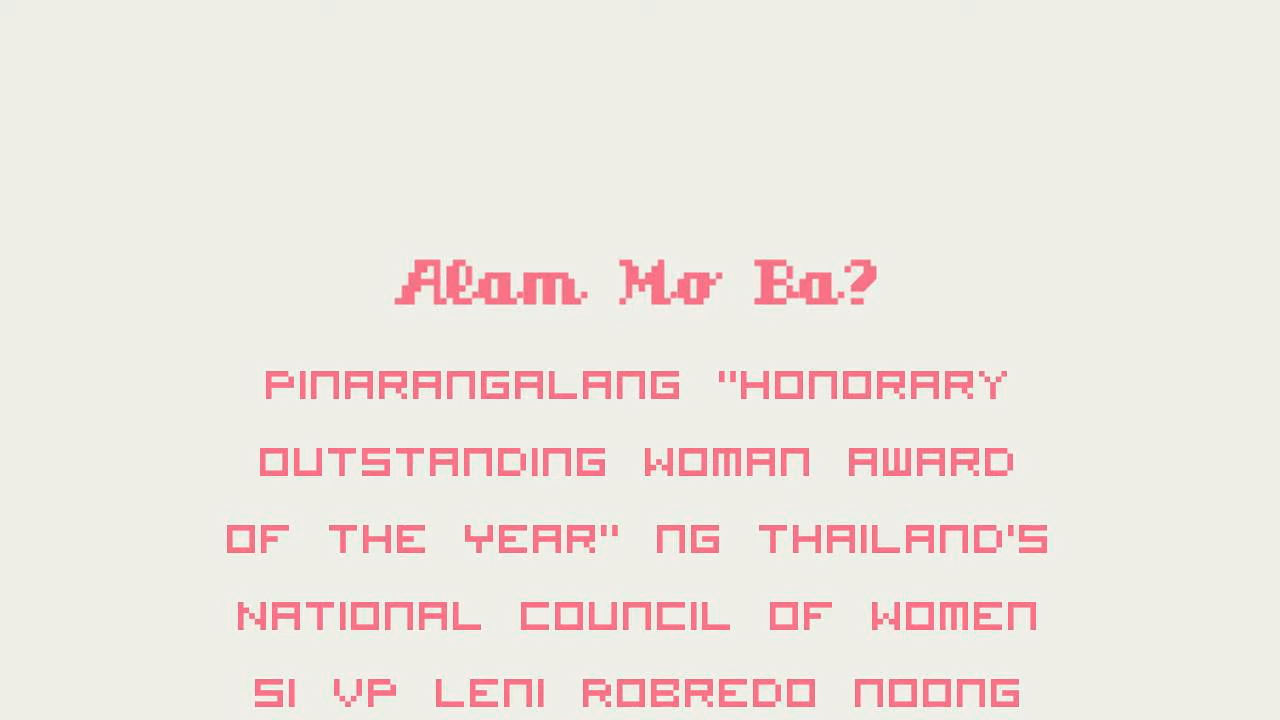 Alam Mo Ba?
PINARANGALANG "HONORARY
OUTSTANDING WOMAN AWARD
OF THE YEAR" NG THAILAND'S
NATIONAL COUNCIL OF WOMEN
SI VP LENI ROBREDO NOONG